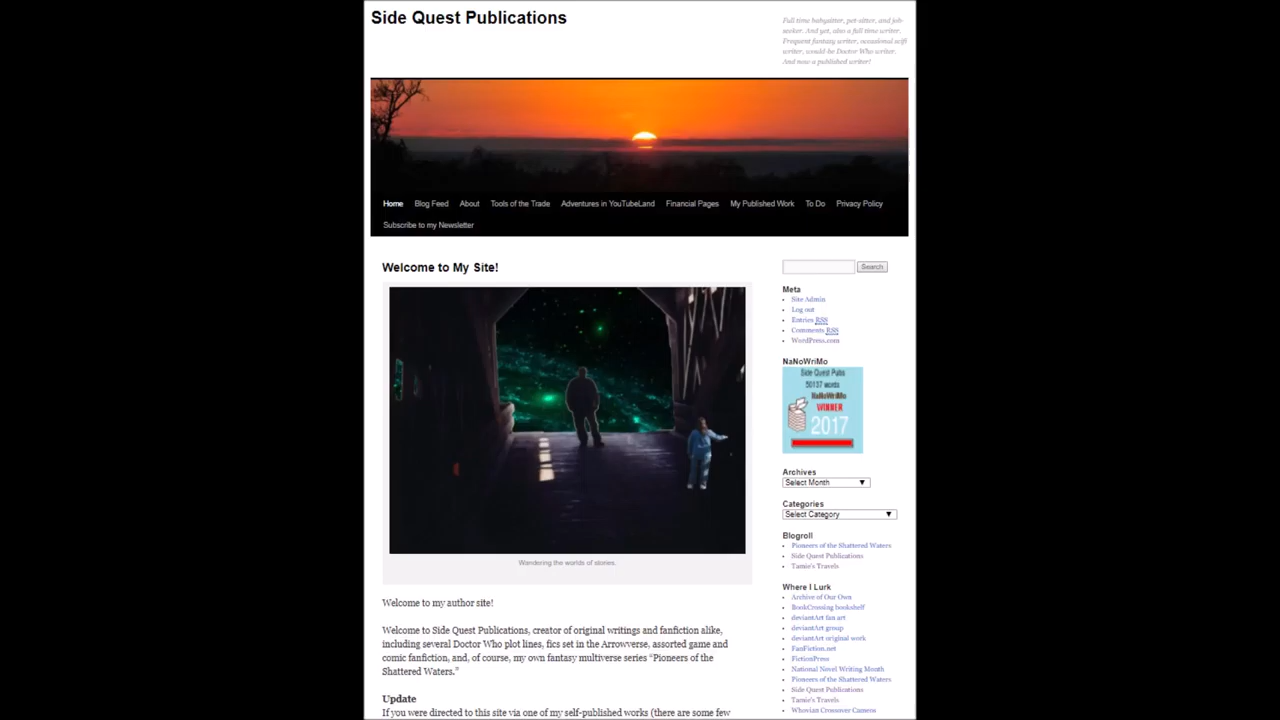 Side Quest Publications
Full time babysitter, pet-sitter, and job-
seeker. And yet, also a full time writer.
Frequent fantasy writer, occasional scifi
writer, would-be Doctor Who writer.
And now a published writer!
Home Blog Feed About Tools of the Trade Adventures in YouTubeLand Financial Pages My Published Work To Do Privacy Policy
Subscribe to my Newsletter
Welcome to My Site!
Wandering the worlds of stories.
Welcome to my author site!
Welcome to Side Quest Publications, creator of original writings and fanfiction alike,
including several Doctor Who plot lines, fics set in the Arrowverse, assorted game and
comic fanfiction, and, of course, my own fantasy multiverse series “Pioneers of the
Shattered Waters.”
Update
If you were directed to this site via one of my self-published works (there are some few
Search
Meta
Site Admin
Log out
Entries RSS
Comments RSS
WordPress.com
NaNoWriMo
Side Quest Pubs
50137 words
NaNoWriMo
WINNER
2017
Archives
Select Month
Categories
Select Category
Blogroll
Pioneers of the Shattered Waters
Side Quest Publications
Tamie's Travels
Where I Lurk
Archive of Our Own
BookCrossing bookshelf
deviantArt fan art
deviantArt group
deviantArt original work
FanFiction.net
FictionPress
National Novel Writing Month
Pioneers of the Shattered Waters
Side Quest Publications
Tamie's Travels
Whovian Crossover Cameos